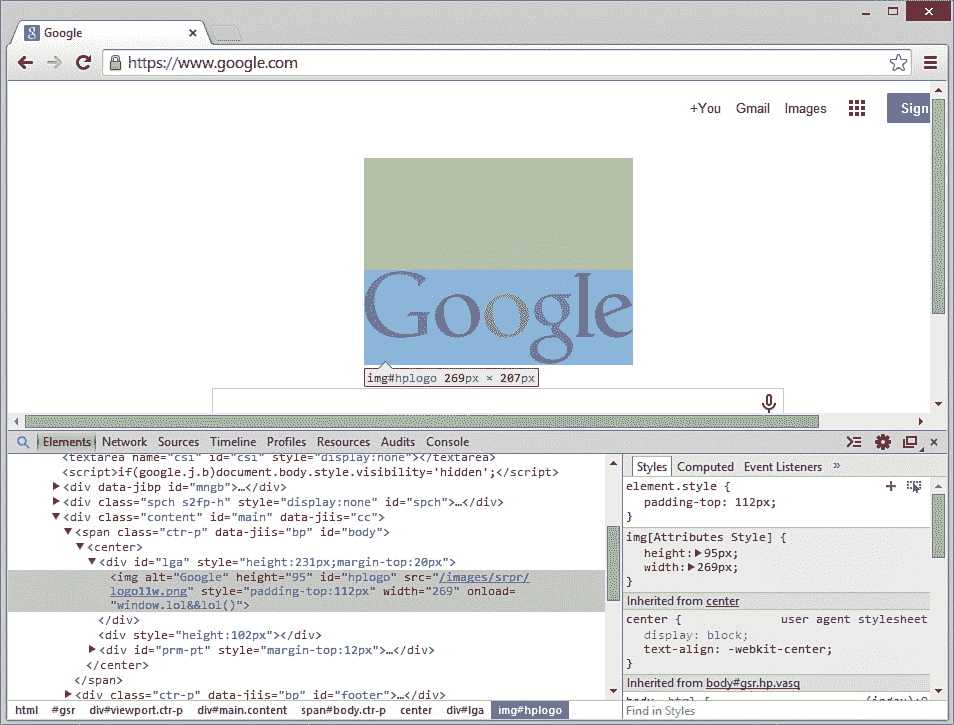 Google
https://www.google.com
+You Gmail Images Sign
Google
img#hplogo 269px × 207px
Elements Network Sources Timeline Profiles Resources Audits Console
<textarea name="csi" id="csi" style="display:none"></textarea>
<script>if(google.j.b)document.body.style.visibility='hidden';</script>
<div data-jibp id="mngb">…</div>
<div class="spch s2fp-h" style="display:none" id="spch">…</div>
<div class="content" id="main" data-jiis="cc">
<span class="ctr-p" data-jiis="bp" id="body">
<center>
<div id="lga" style="height:231px;margin-top:20px">
<img alt="Google" height="95" id="hplogo" src="/images/srpr/
logo11w.png" style="padding-top:112px" width="269" onload=
"window.lol&&lol()">
</div>
<div style="height:102px"></div>
<div id="prm-pt" style="margin-top:12px">…</div>
</center>
</span>
<div class="ctr-p" data-jiis="bp" id="footer">…</div>
html #gsr div#viewport.ctr-p div#main.content span#body.ctr-p center div#lga img#hplogo
Styles Computed Event Listeners »
element.style {
padding-top: 112px;
}
img[Attributes Style] {
height: 95px;
width: 269px;
}
Inherited from center
center { user agent stylesheet
display: block;
text-align: -webkit-center;
}
Inherited from body#gsr.hp.vasq
Find in Styles